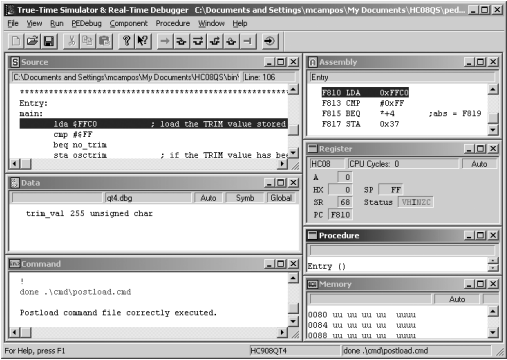 True-Time Simulator & Real-Time Debugger C:\Documents and Settings\mcampos\My Documents\HC08QS\ped...
File View Run PEDebug Component Procedure Window Help
Source
C:\Documents and Settings\mcampos\My Documents\HC08QS\bin\ Line: 106
****************************************************
Entry:
main:
lda $FFC0 ; load the TRIM value stored
cmp #$FF
beq no_trim
sta osctrim ; if the TRIM value has be
Assembly
Entry
F810 LDA 0xFFC0
F813 CMP #0xFF
F815 BEQ *+4 ;abs = F819
F817 STA 0x37
Register
HC08 CPU Cycles: 0 Auto
A 0
HX 0 SP FF
SR 68 Status VHINZC
PC F810
Data
qt4.dbg Auto Symb Global
trim_val 255 unsigned char
Procedure
Entry ()
Command
!
done .\cmd\postload.cmd
Postload command file correctly executed.
Memory
Auto
0080 uu uu uu uu uuuu
0084 uu uu uu uu uuuu
0088 uu uu uu uu uuuu
For Help, press F1 HC908QT4 done .\cmd\postload.cmd